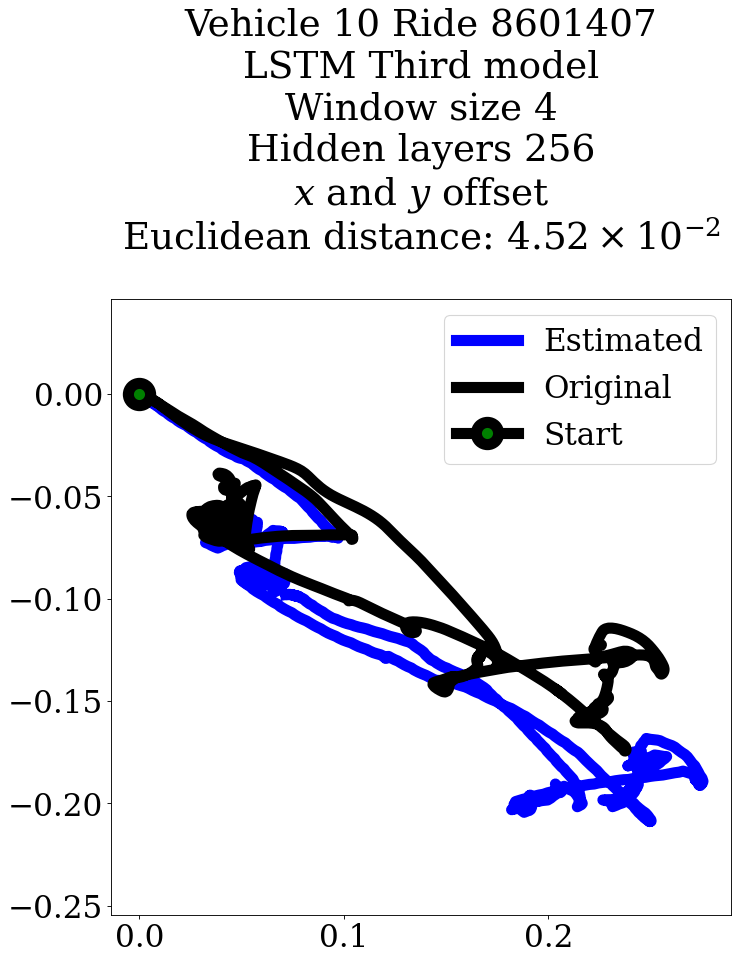 Vehicle 10 Ride 8601407
LSTM Third model
Window size 4
Hidden layers 256
x and y offset
Euclidean distance: 4.52 × 10⁻²
Estimated
Original
Start
0.00
−0.05
−0.10
−0.15
−0.20
−0.25
0.0 0.1 0.2